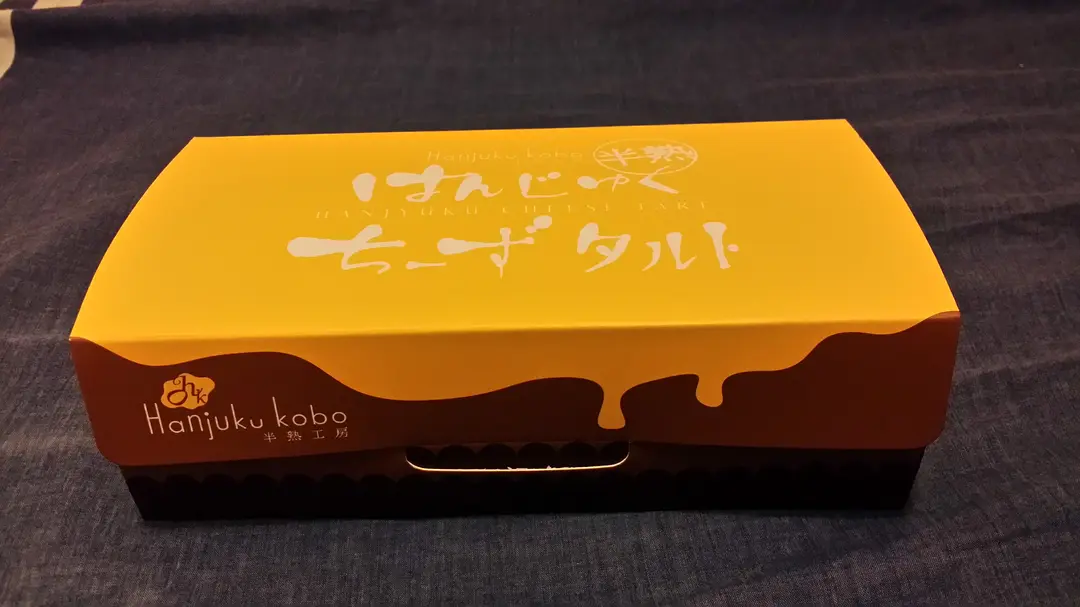 Hanjuku kobo 半熟
はんじゅく
HANJYUKU CHEESE TART
ちーず タルト
hk
Hanjuku kobo
半熟工房